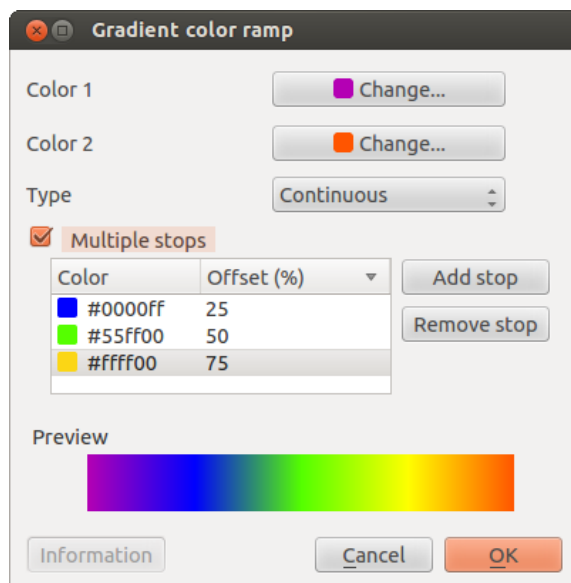 Gradient color ramp
Color 1 Change...
Color 2 Change...
Type Continuous
Multiple stops
Color Offset (%) Add stop
#0000ff 25
#55ff00 50 Remove stop
#ffff00 75
Preview
Information Cancel OK